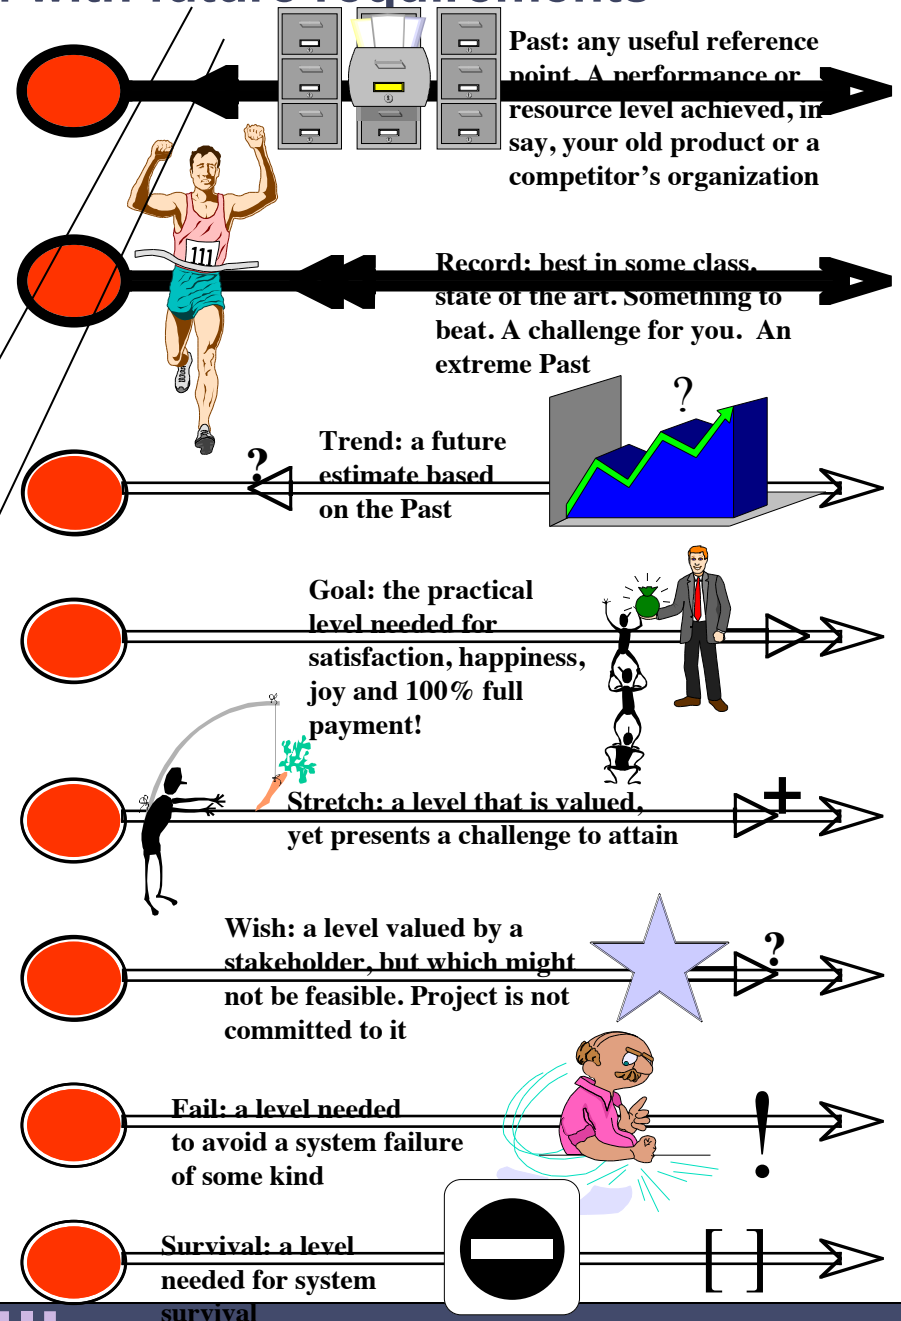 with future requirements
Past: any useful reference
point. A performance or
resource level achieved, in
say, your old product or a
competitor’s organization
111
Record: best in some class,
state of the art. Something to
beat. A challenge for you.  An
extreme Past
?
?
Trend: a future
estimate based
on the Past
Goal: the practical
level needed for
satisfaction, happiness,
joy and 100% full
payment!
+
Stretch: a level that is valued,
yet presents a challenge to attain
?
Wish: a level valued by a
stakeholder, but which might
not be feasible. Project is not
committed to it
!
Fail: a level needed
to avoid a system failure
of some kind
[ ]
Survival: a level
needed for system
survival